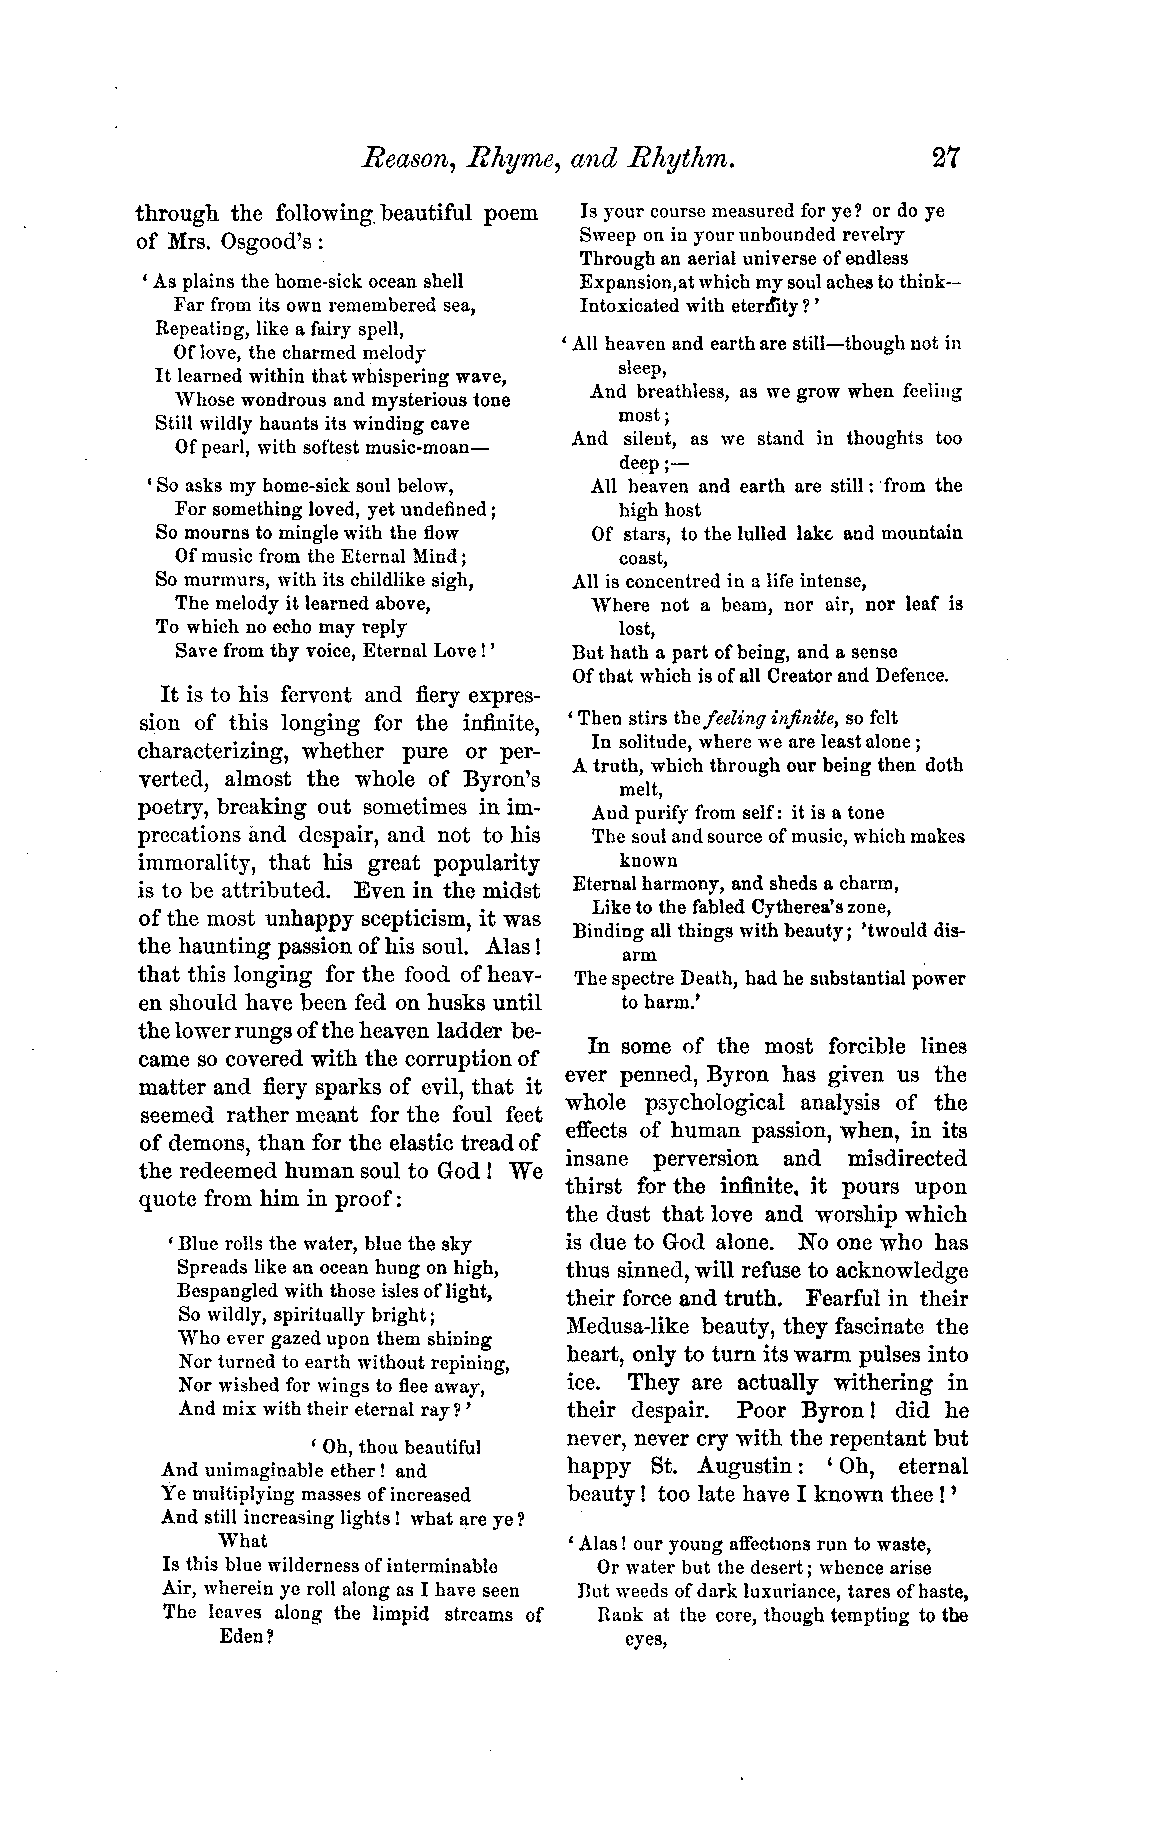 Reason, Rhyme, and Rhythm. 27
through the following beautiful poem
of Mrs. Osgood's:
‘As plains the home-sick ocean shell
Far from its own remembered sea,
Repeating, like a fairy spell,
Of love, the charmed melody
It learned within that whispering wave,
Whose wondrous and mysterious tone
Still wildly haunts its winding cave
Of pearl, with softest music-moan—
‘So asks my home-sick soul below,
For something loved, yet undefined;
So mourns to mingle with the flow
Of music from the Eternal Mind;
So murmurs, with its childlike sigh,
The melody it learned above,
To which no echo may reply
Save from thy voice, Eternal Love!’
It is to his fervent and fiery expres-
sion of this longing for the infinite,
characterizing, whether pure or per-
verted, almost the whole of Byron's
poetry, breaking out sometimes in im-
precations and despair, and not to his
immorality, that his great popularity
is to be attributed. Even in the midst
of the most unhappy scepticism, it was
the haunting passion of his soul. Alas!
that this longing for the food of heav-
en should have been fed on husks until
the lower rungs of the heaven ladder be-
came so covered with the corruption of
matter and fiery sparks of evil, that it
seemed rather meant for the foul feet
of demons, than for the elastic tread of
the redeemed human soul to God! We
quote from him in proof:
‘Blue rolls the water, blue the sky
Spreads like an ocean hung on high,
Bespangled with those isles of light,
So wildly, spiritually bright;
Who ever gazed upon them shining
Nor turned to earth without repining,
Nor wished for wings to flee away,
And mix with their eternal ray?’
‘Oh, thou beautiful
And unimaginable ether! and
Ye multiplying masses of increased
And still increasing lights! what are ye?
What
Is this blue wilderness of interminable
Air, wherein ye roll along as I have seen
The leaves along the limpid streams of
Eden?
Is your course measured for ye? or do ye
Sweep on in your unbounded revelry
Through an aerial universe of endless
Expansion, at which my soul aches to think—
Intoxicated with eternity?’
‘All heaven and earth are still—though not in
sleep,
And breathless, as we grow when feeling
most;
And silent, as we stand in thoughts too
deep;—
All heaven and earth are still: from the
high host
Of stars, to the lulled lake and mountain
coast,
All is concentred in a life intense,
Where not a beam, nor air, nor leaf is
lost,
But hath a part of being, and a sense
Of that which is of all Creator and Defence.
‘Then stirs the feeling infinite, so felt
In solitude, where we are least alone;
A truth, which through our being then doth
melt,
And purify from self: it is a tone
The soul and source of music, which makes
known
Eternal harmony, and sheds a charm,
Like to the fabled Cytherea's zone,
Binding all things with beauty; 'twould dis-
arm
The spectre Death, had he substantial power
to harm.’
In some of the most forcible lines
ever penned, Byron has given us the
whole psychological analysis of the
effects of human passion, when, in its
insane perversion and misdirected
thirst for the infinite, it pours upon
the dust that love and worship which
is due to God alone. No one who has
thus sinned, will refuse to acknowledge
their force and truth. Fearful in their
Medusa-like beauty, they fascinate the
heart, only to turn its warm pulses into
ice. They are actually withering in
their despair. Poor Byron! did he
never, never cry with the repentant but
happy St. Augustin: ‘Oh, eternal
beauty! too late have I known thee!’
‘Alas! our young affections run to waste,
Or water but the desert; whence arise
But weeds of dark luxuriance, tares of haste,
Rank at the core, though tempting to the
eyes,